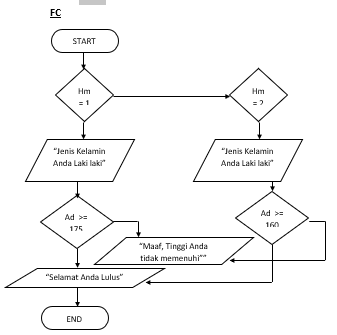 FC
START
Hm
= 1
Hm
= 2
"Jenis Kelamin
Anda Laki laki"
"Jenis Kelamin
Anda Laki laki"
Ad >=
175
Ad >=
160
"Maaf, Tinggi Anda
tidak memenuhi""
"Selamat Anda Lulus"
END